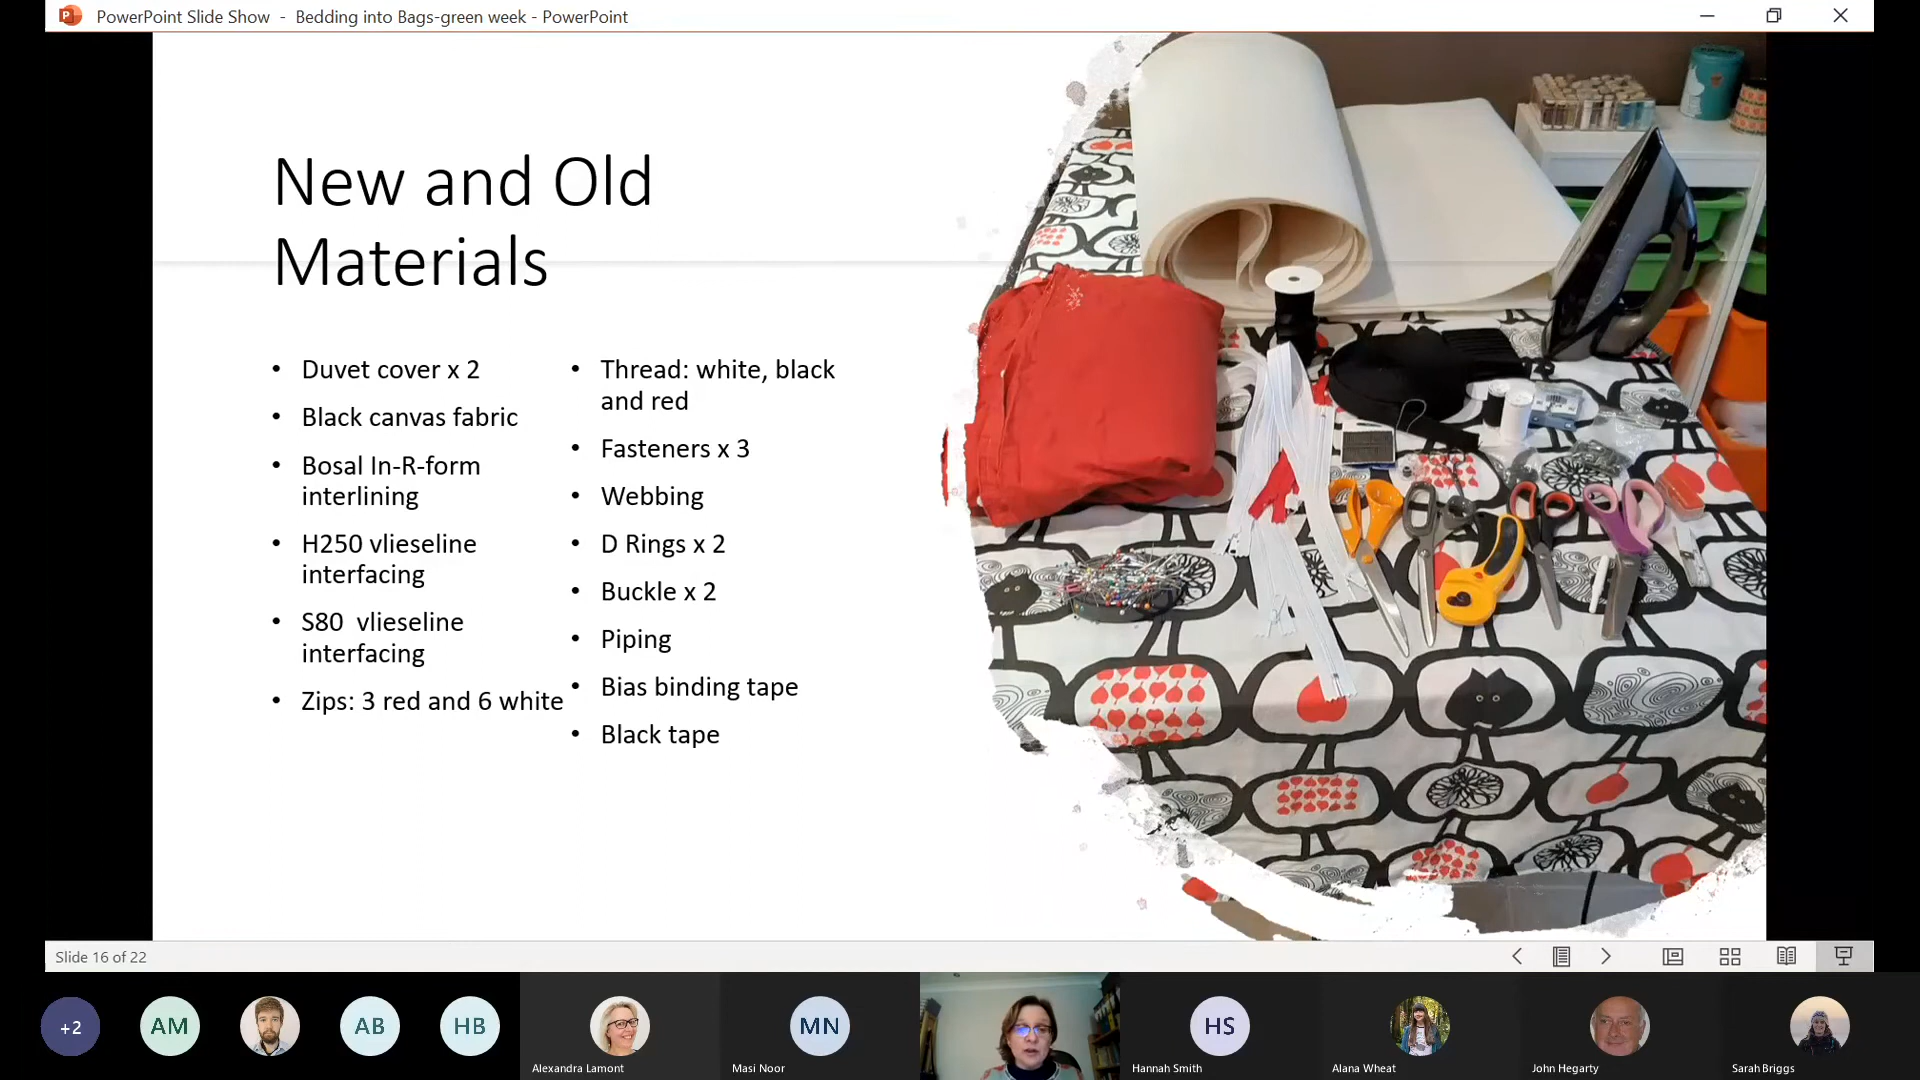 PowerPoint Slide Show - Bedding into Bags-green week - PowerPoint
New and Old
Materials
• Duvet cover x 2
• Black canvas fabric
• Bosal In-R-form
interlining
• H250 vlieseline
interfacing
• S80 vlieseline
interfacing
• Zips: 3 red and 6 white
• Thread: white, black
and red
• Fasteners x 3
• Webbing
• D Rings x 2
• Buckle x 2
• Piping
• Bias binding tape
• Black tape
Slide 16 of 22
+2
AM
AB
HB
Alexandra Lamont
MN
Masi Noor
HS
Hannah Smith
Alana Wheat
John Hegarty
Sarah Briggs